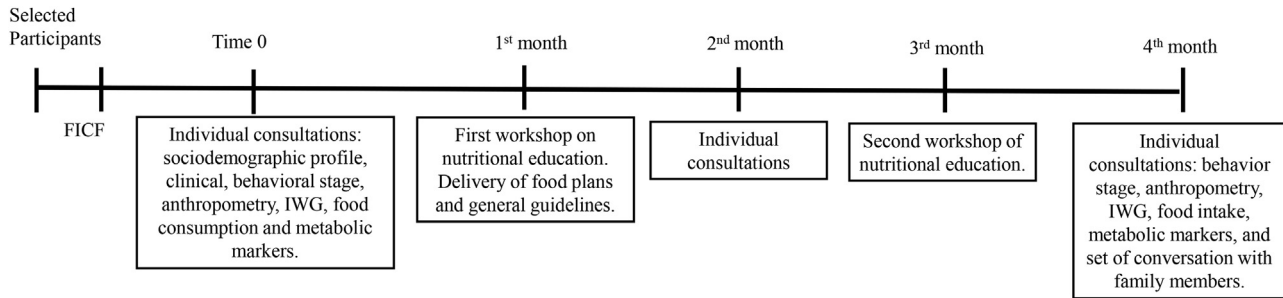 Selected
Participants
Time 0
1st month
2nd month
3rd month
4th month
FICF
Individual consultations:
sociodemographic profile,
clinical, behavioral stage,
anthropometry, IWG, food
consumption and metabolic
markers.
First workshop on
nutritional education.
Delivery of food plans
and general guidelines.
Individual
consultations
Second workshop of
nutritional education.
Individual
consultations: behavior
stage, anthropometry,
IWG, food intake,
metabolic markers, and
set of conversation with
family members.